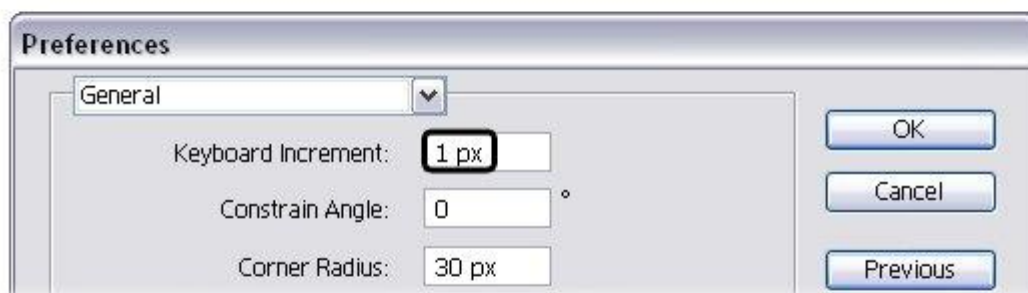 Preferences
General
Keyboard Increment: 1 px
Constrain Angle: 0 °
Corner Radius: 30 px
OK
Cancel
Previous